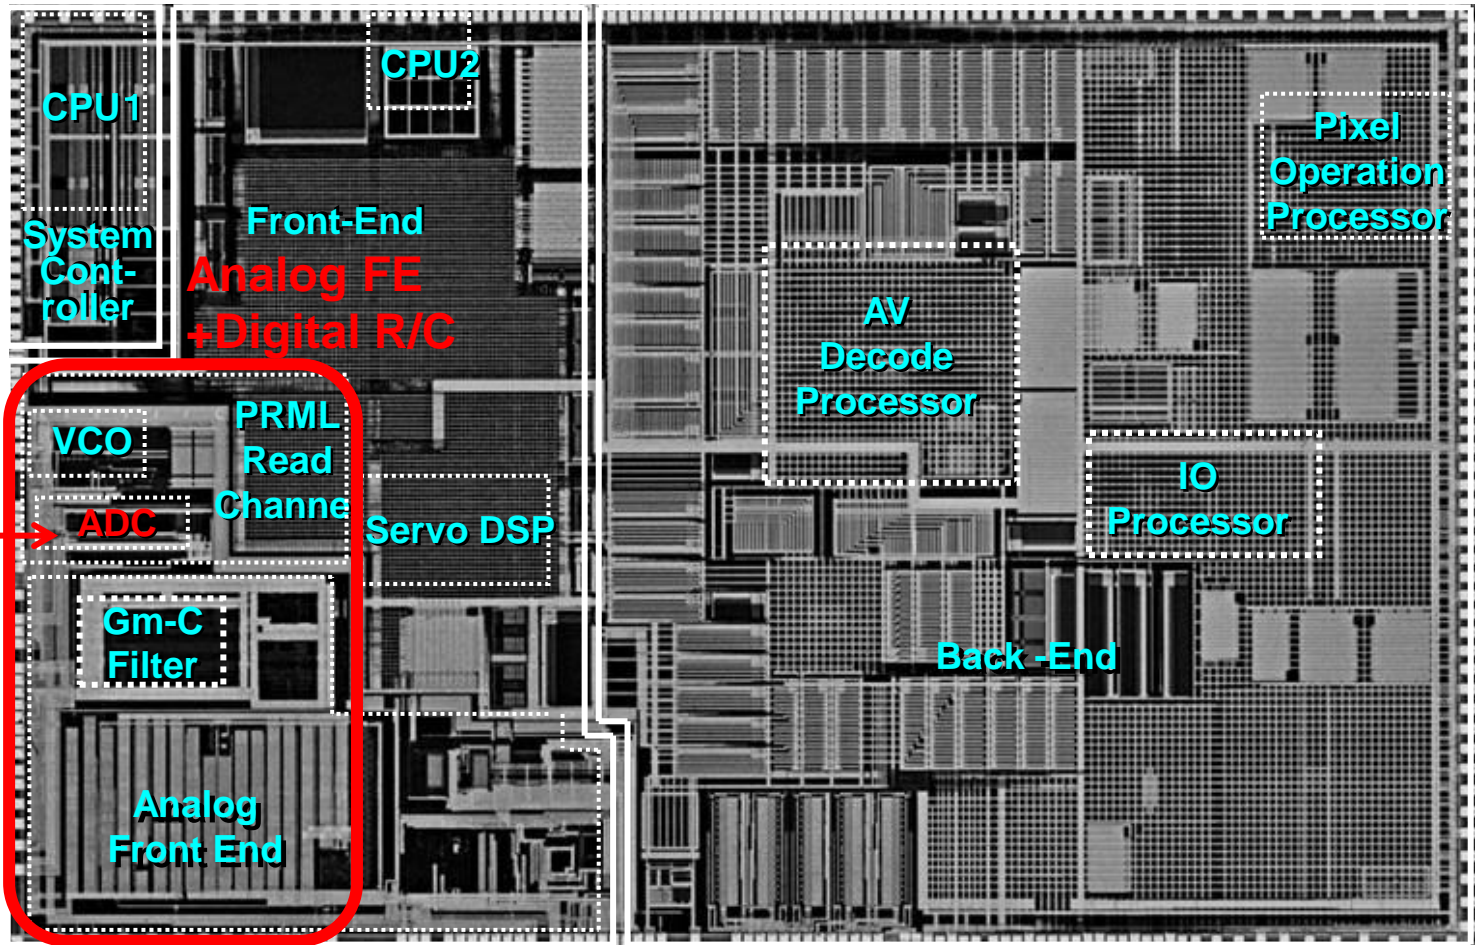 CPU1
CPU2
System
Cont-
roller
Front-End
Analog FE
+Digital R/C
Pixel
Operation
Processor
AV
Decode
Processor
IO
Processor
VCO
PRML
Read
Channe
ADC
Servo DSP
Gm-C
Filter
Back -End
Analog
Front End